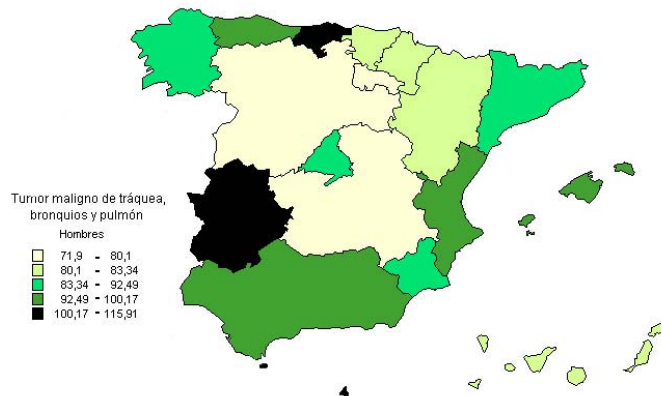 Tumor maligno de tráquea,
bronquios y pulmón
Hombres
71,9 - 80,1
80,1 - 83,34
83,34 - 92,49
92,49 - 100,17
100,17 - 115,91